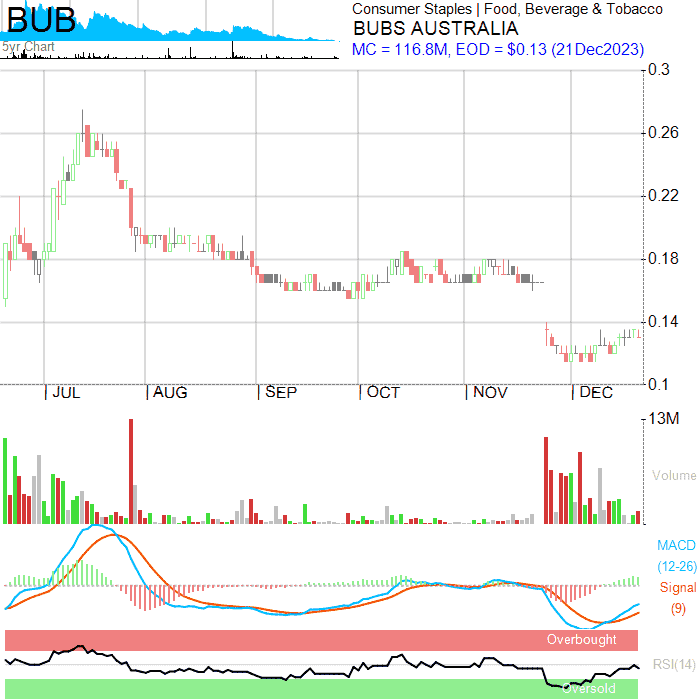 BUB
5yr Chart
Consumer Staples | Food, Beverage & Tobacco
BUBS AUSTRALIA
MC = 116.8M, EOD = $0.13 (21Dec2023)
0.3
0.26
0.22
0.18
0.14
0.1
JUL AUG SEP OCT NOV DEC
13M
Volume
MACD
(12-26)
Signal
(9)
Overbought
RSI(14)
Oversold